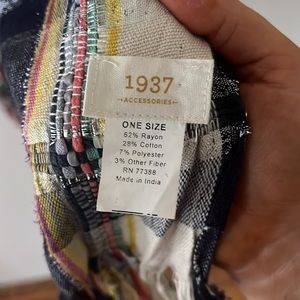 1937
ACCESSORIES
ONE SIZE
62% Rayon
28% Cotton
7% Polyester
3% Other Fiber
RN 77388
Made in India